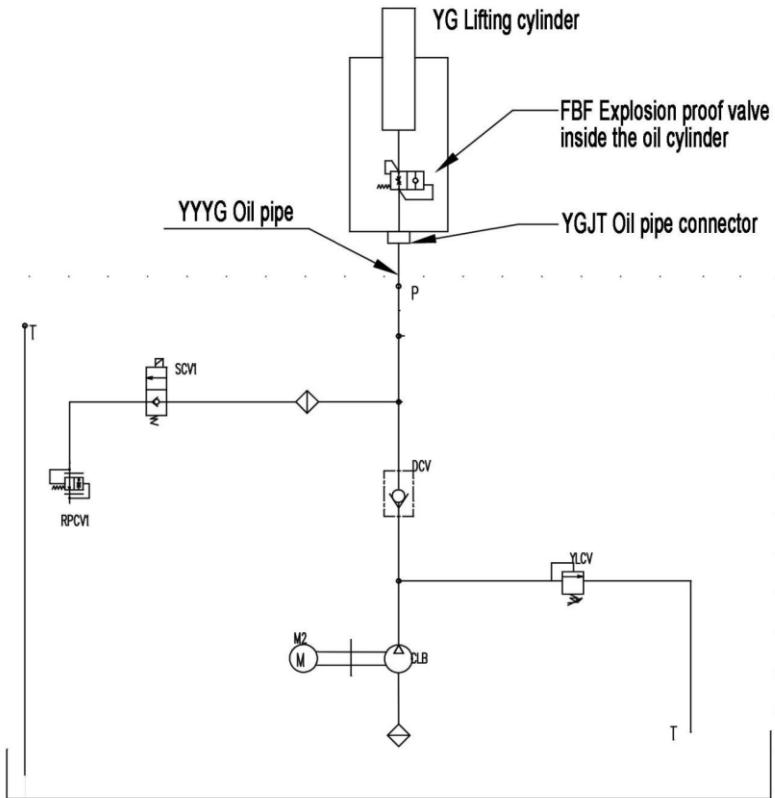 YG Lifting cylinder
FBF Explosion proof valve
inside the oil cylinder
YYYG Oil pipe
YGJT Oil pipe connector
P
T
SCV1
DCV
RPCV1
YLCV
M2
M
CLB
T